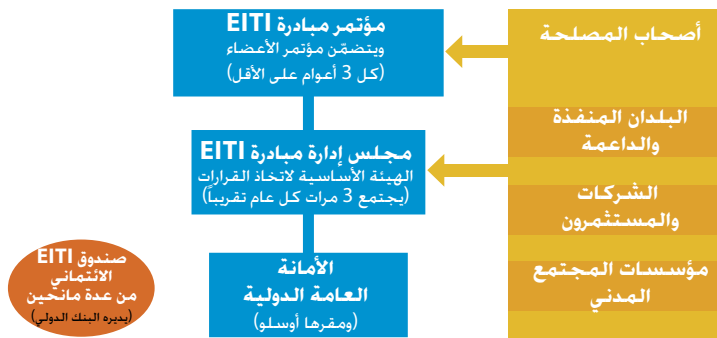 مؤتمر مبادرة EITI
ويتضمّن مؤتمر الأعضاء
(كل 3 أعوام على الأقل)
مجلس إدارة مبادرة EITI
الهيئة الأساسية لاتخاذ القرارات
(يجتمع 3 مرات كل عام تقريباً)
الأمانة
العامة الدولية
(ومقرها أوسلو)
أصحاب المصلحة
البلدان المنفذة
والداعمة
الشركات
والمستثمرون
مؤسسات المجتمع
المدني
صندوق EITI
الائتماني
من عدة مانحين
(يديره البنك الدولي)